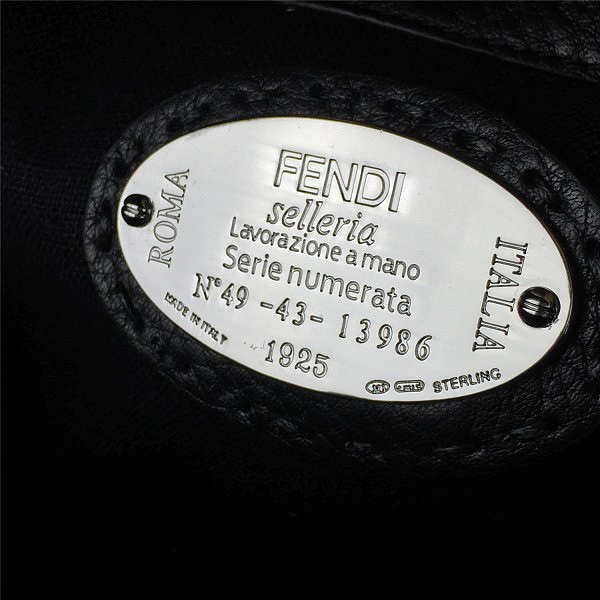 FENDI
selleria
Lavorazione a mano
Serie numerata
N° 49 - 43 - 13986
1925
ROMA
ITALIA
MADE IN ITALY
STERLING